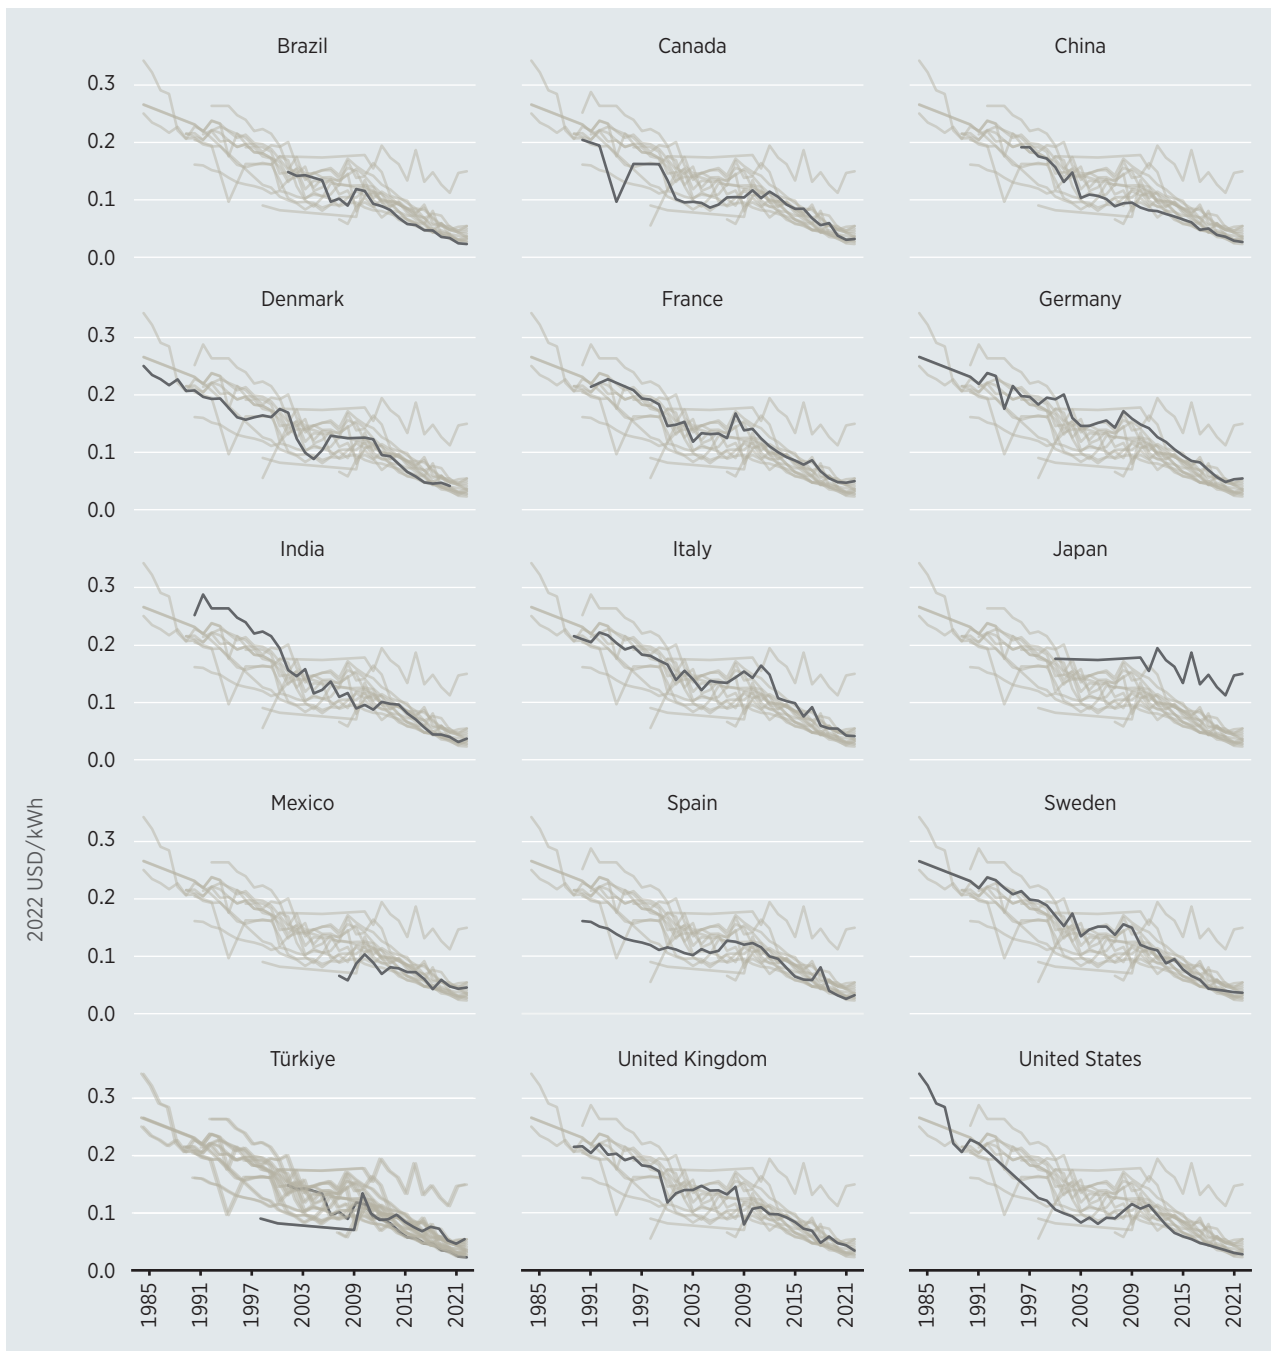 Brazil Canada China
0.3
0.2
0.1
0.0
Denmark France Germany
0.3
0.2
0.1
0.0
India Italy Japan
0.3
0.2
0.1
0.0
Mexico Spain Sweden
0.3
0.2
0.1
0.0
2022 USD/kWh
Türkiye United Kingdom United States
0.3
0.2
0.1
0.0
1985 1991 1997 2003 2009 2015 2021 1985 1991 1997 2003 2009 2015 2021 1985 1991 1997 2003 2009 2015 2021